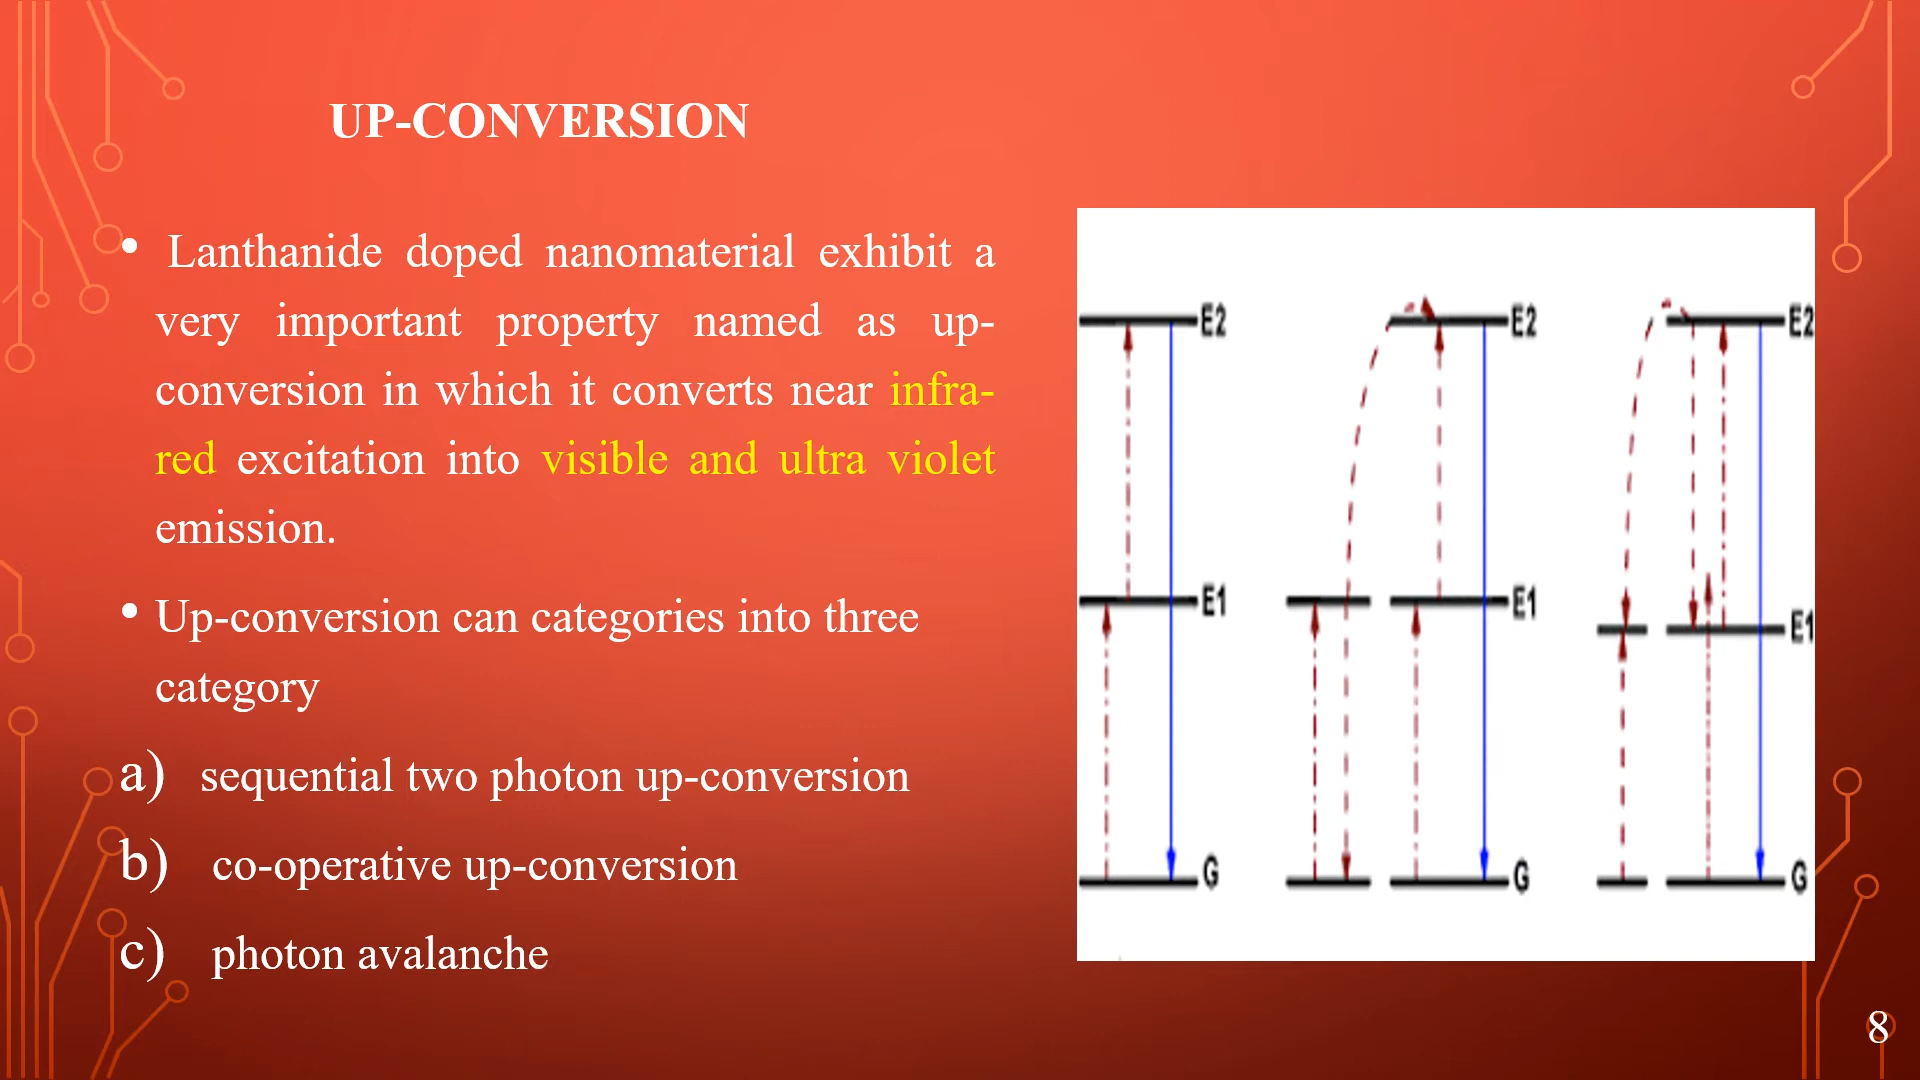 UP-CONVERSION
• Lanthanide doped nanomaterial exhibit a
very important property named as up-
conversion in which it converts near infra-
red excitation into visible and ultra violet
emission.
• Up-conversion can categories into three
category
a) sequential two photon up-conversion
b) co-operative up-conversion
c) photon avalanche
E2
E2
E2
E1
E1
E1
G
G
G
8